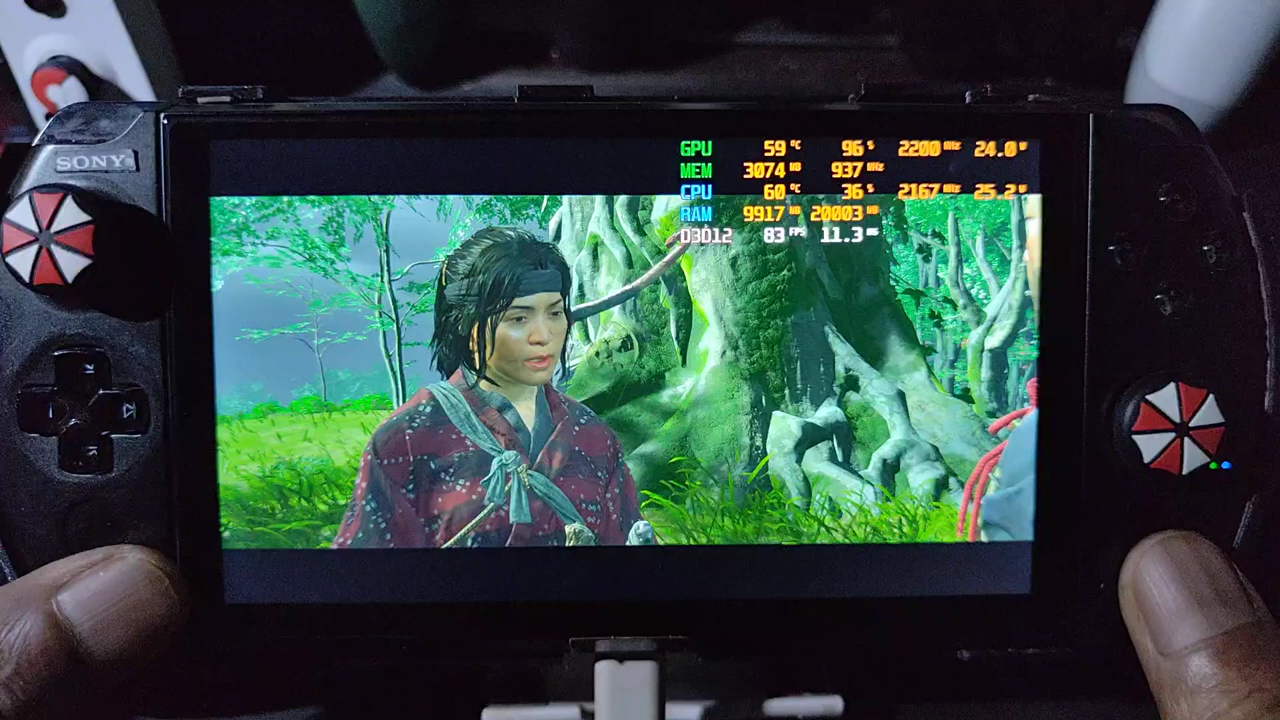 SONY
GPU 59 °C 96 % 2200 MHz 24.0 W
MEM 3074 MB 937 MHz
CPU 60 °C 36 % 2167 MHz 25.2 W
RAM 9917 MB 20003 MB
D3D12 83 FPS 11.3 ms